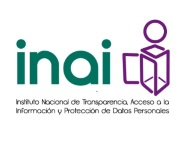 inai
Instituto Nacional de Transparencia, Acceso a la
Información y Protección de Datos Personales